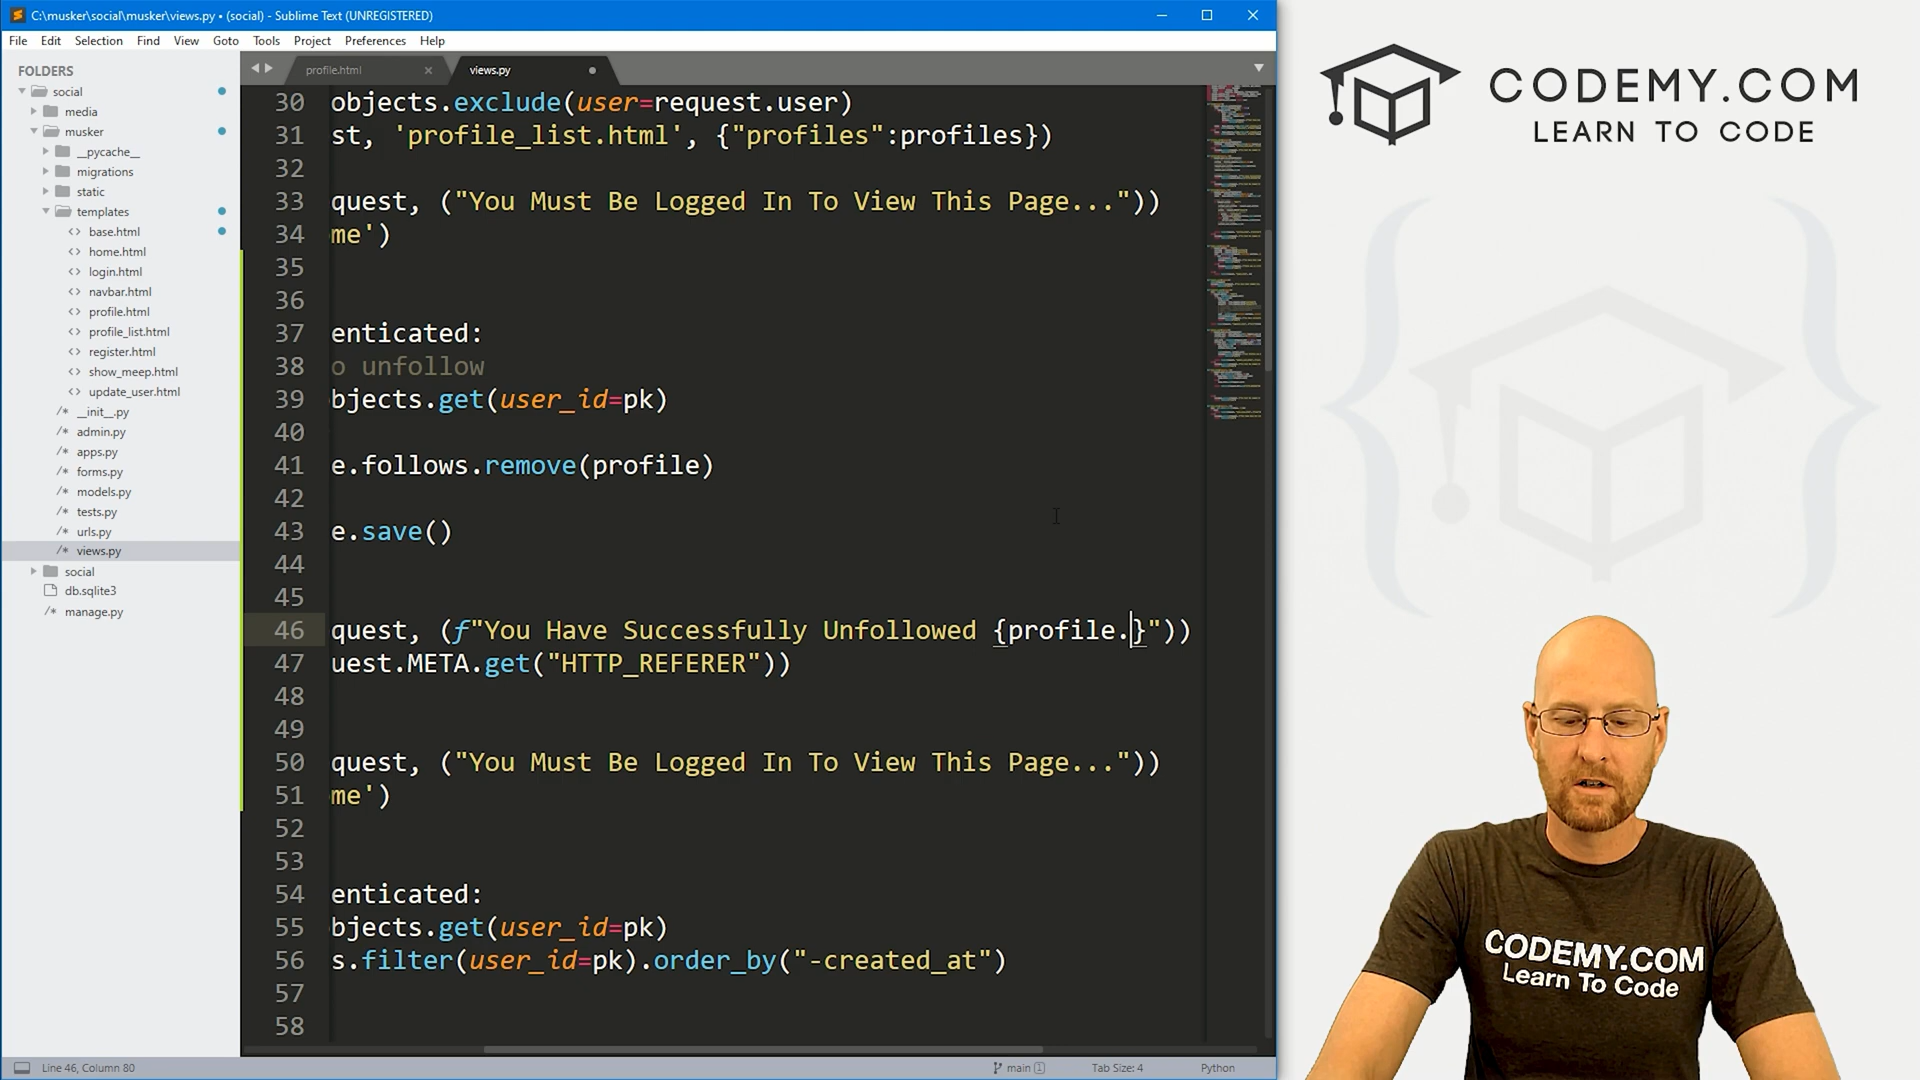 C:\musker\social\musker\views.py • (social) - Sublime Text (UNREGISTERED)
File Edit Selection Find View Goto Tools Project Preferences Help
FOLDERS
social
media
musker
__pycache__
migrations
static
templates
base.html
home.html
login.html
navbar.html
profile.html
profile_list.html
register.html
show_meep.html
update_user.html
__init__.py
admin.py
apps.py
forms.py
models.py
tests.py
urls.py
views.py
social
db.sqlite3
manage.py
profile.html
views.py
30 objects.exclude(user=request.user)
31 st, 'profile_list.html', {"profiles":profiles})
32
33 quest, ("You Must Be Logged In To View This Page..."))
34 me')
35
36
37 enticated:
38 o unfollow
39 bjects.get(user_id=pk)
40
41 e.follows.remove(profile)
42
43 e.save()
44
45
46 quest, (f"You Have Successfully Unfollowed {profile.}"))
47 uest.META.get("HTTP_REFERER"))
48
49
50 quest, ("You Must Be Logged In To View This Page..."))
51 me')
52
53
54 enticated:
55 bjects.get(user_id=pk)
56 s.filter(user_id=pk).order_by("-created_at")
57
58
Line 46, Column 80
main 1
Tab Size: 4
Python
CODEMY.COM
LEARN TO CODE
CODEMY.COM
Learn To Code